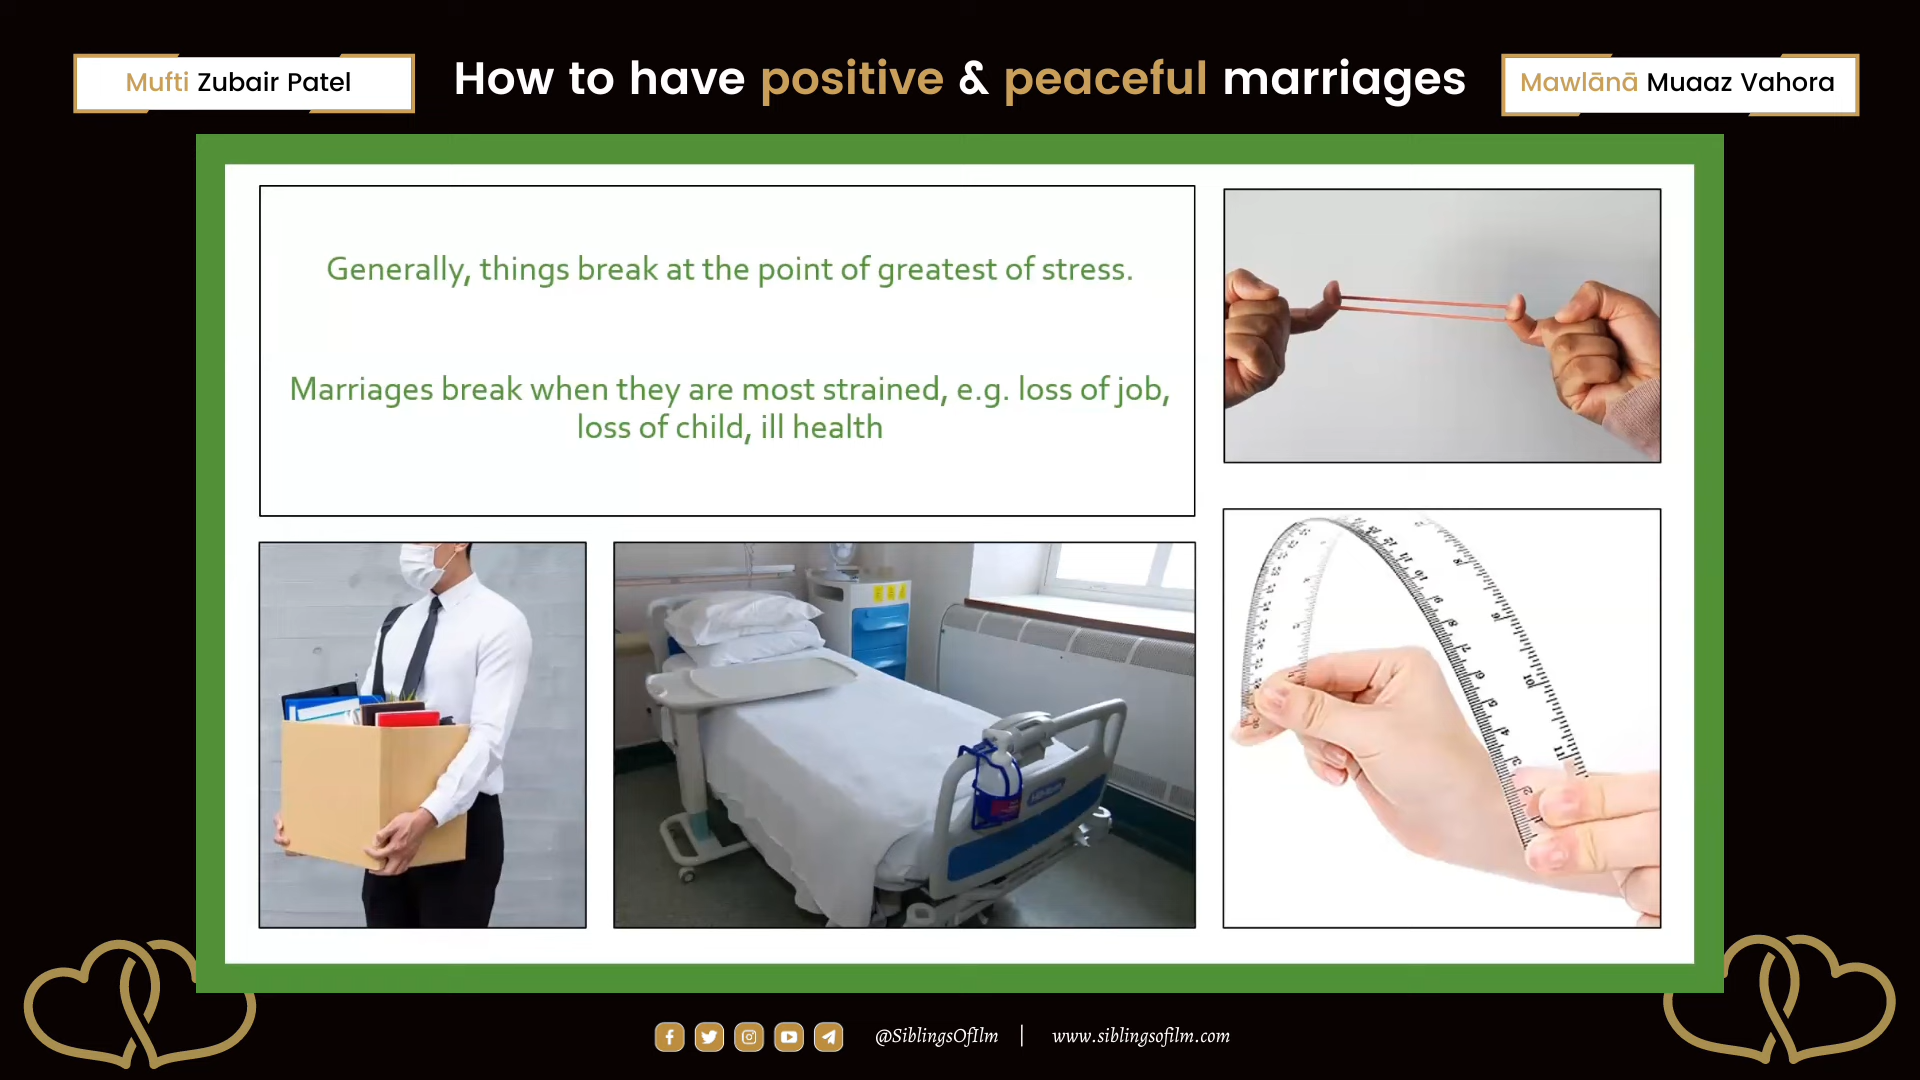 Mufti Zubair Patel
How to have positive & peaceful marriages
Mawlānā Muaaz Vahora
Generally, things break at the point of greatest of stress.
Marriages break when they are most strained, e.g. loss of job,
loss of child, ill health
@SiblingsOfIlm | www.siblingsofilm.com